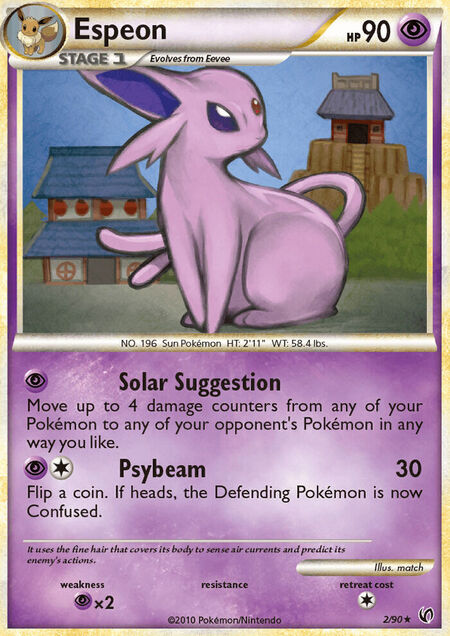 Espeon HP 90
STAGE 1 Evolves from Eevee
NO. 196 Sun Pokémon HT: 2'11" WT: 58.4 lbs.
Solar Suggestion
Move up to 4 damage counters from any of your
Pokémon to any of your opponent's Pokémon in any
way you like.
Psybeam 30
Flip a coin. If heads, the Defending Pokémon is now
Confused.
It uses the fine hair that covers its body to sense air currents and predict its
enemy's actions.
Illus. match
weakness resistance retreat cost
×2
©2010 Pokémon/Nintendo 2/90★